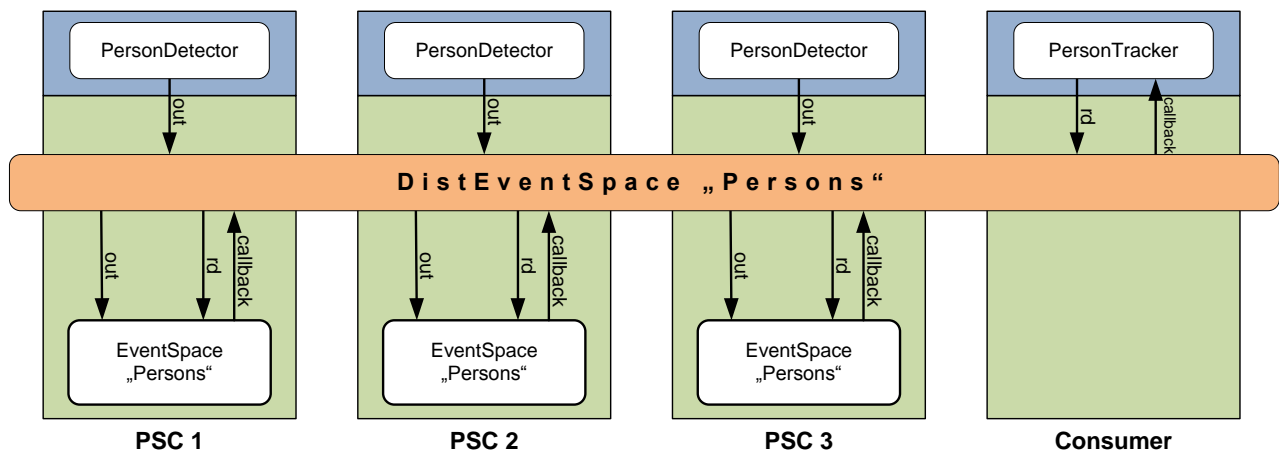 PersonDetector
PersonDetector
PersonDetector
PersonTracker
out
out
out
rd
callback
DistEventSpace „Persons“
out
rd
callback
out
rd
callback
out
rd
callback
EventSpace
„Persons“
EventSpace
„Persons“
EventSpace
„Persons“
PSC 1
PSC 2
PSC 3
Consumer